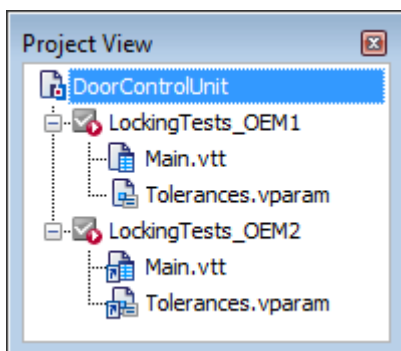 Project View
DoorControlUnit
LockingTests_OEM1
Main.vtt
Tolerances.vparam
LockingTests_OEM2
Main.vtt
Tolerances.vparam